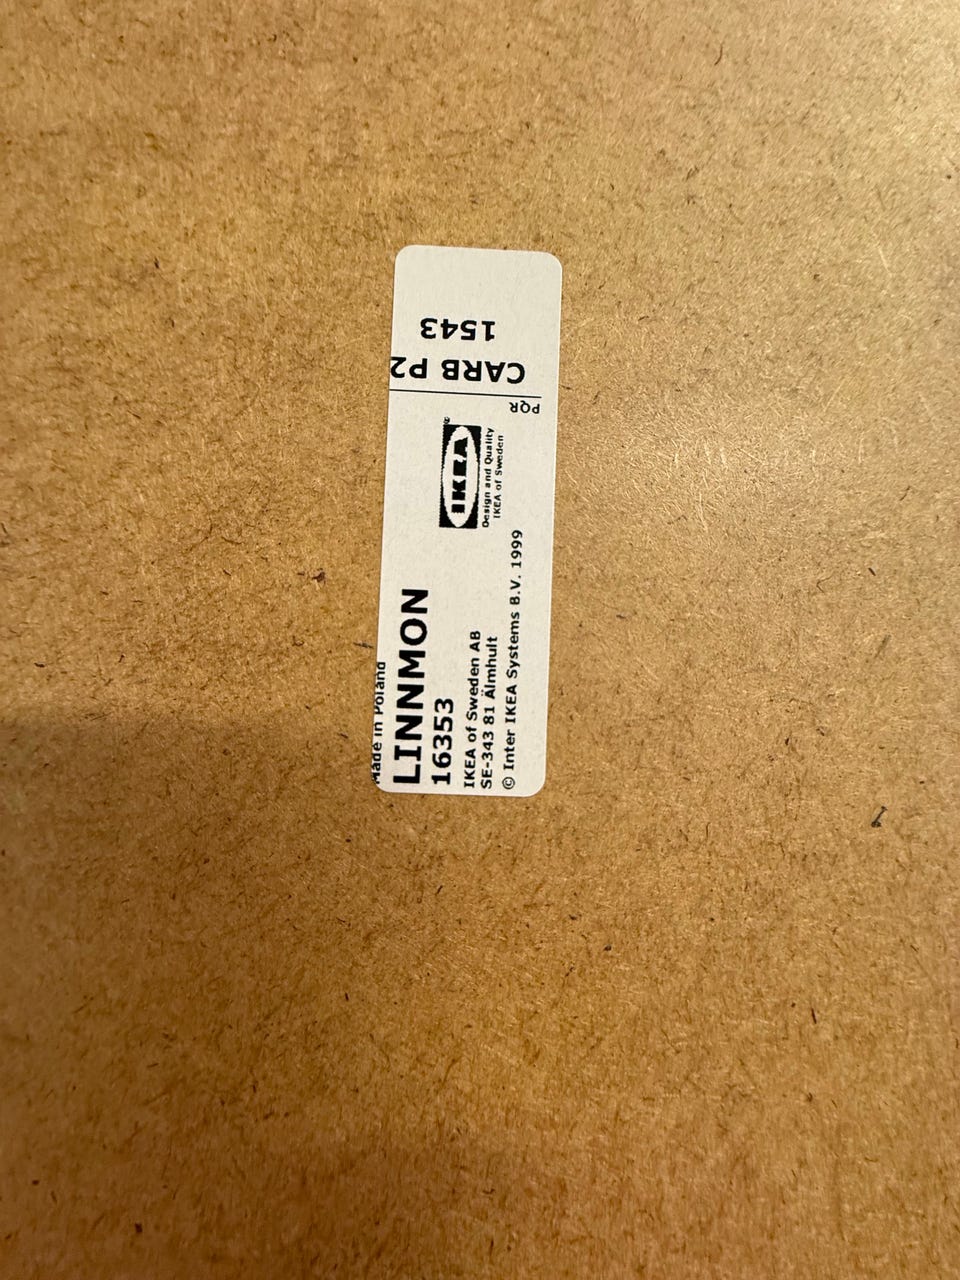 Made in Poland
LINNMON
16353
IKEA of Sweden AB
SE-343 81 Älmhult
© Inter IKEA Systems B.V. 1999
IKEA®
Design and Quality
IKEA of Sweden
PQR
CARB P2
1543